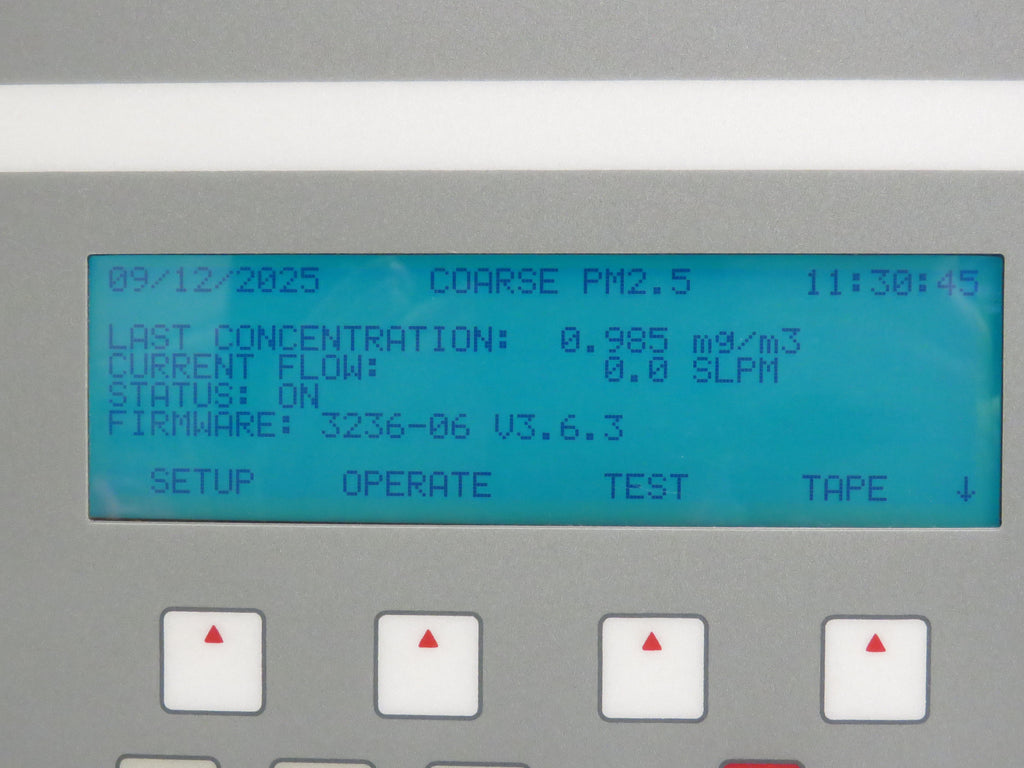 09/12/2025 COARSE PM2.5 11:30:45
LAST CONCENTRATION: 0.985 mg/m3
CURRENT FLOW: 0.0 SLPM
STATUS: ON
FIRMWARE: 3236-06 V3.6.3
SETUP OPERATE TEST TAPE ↓